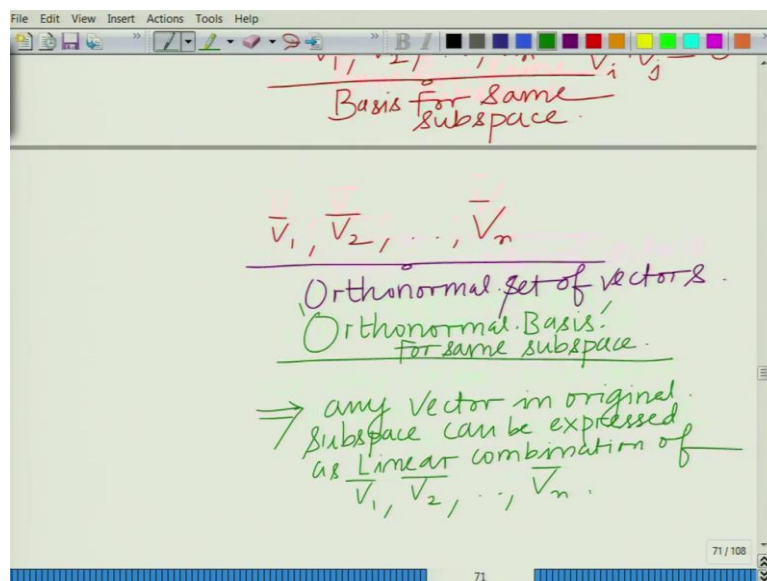 File Edit View Insert Actions Tools Help
Basis for same
subspace.
V̄₁, V̄₂, . . , V̄ₙ
Orthonormal set of vectors.
'Orthonormal Basis'
for same subspace.
⇒ any vector in original
subspace can be expressed
as Linear combination of
V̄₁, V̄₂, . . , V̄ₙ.
71 / 108
71